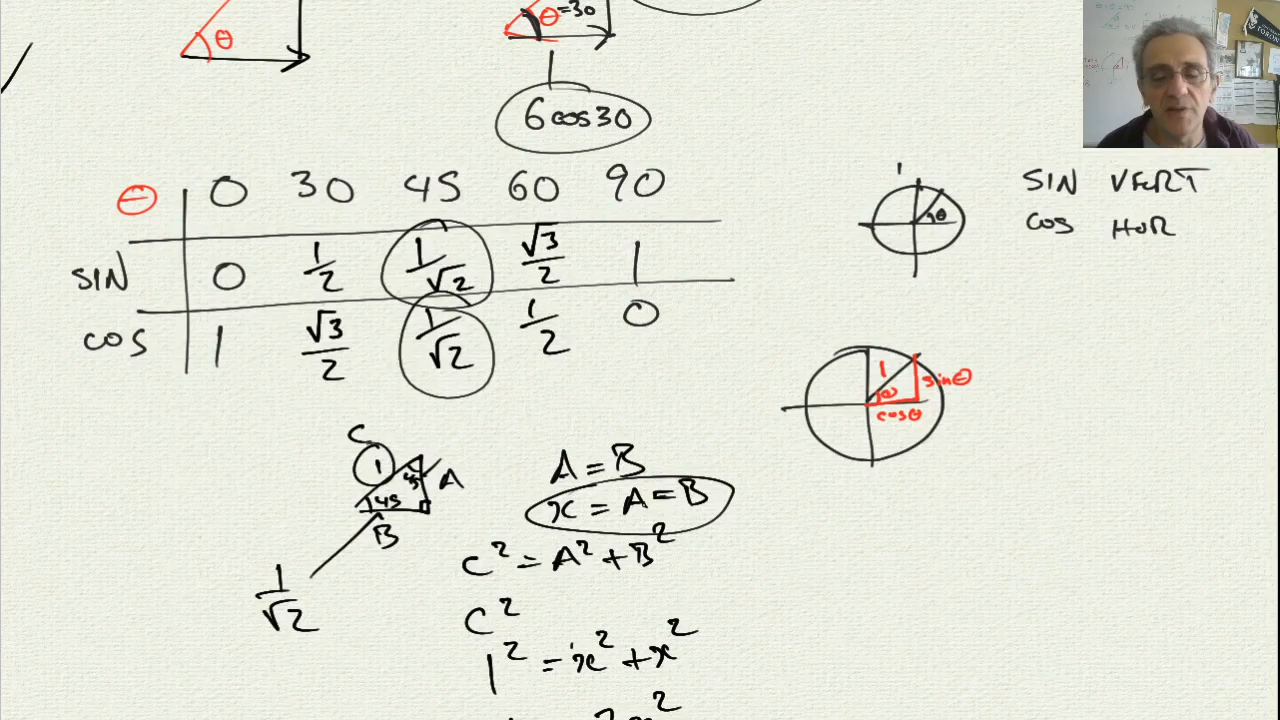 θ
θ=30
6cos30
θ 0 30 45 60 90
SIN 0 1/2 1/√2 √3/2 1
cos 1 √3/2 1/√2 1/2 0
1
θ
SIN VERT
cos HOR
1
θ
sinθ
cosθ
C
1
45
45
A
B
1/√2
A = B
x = A = B
C² = A² + B²
C²
1² = x² + x²
2x²
TORONTO